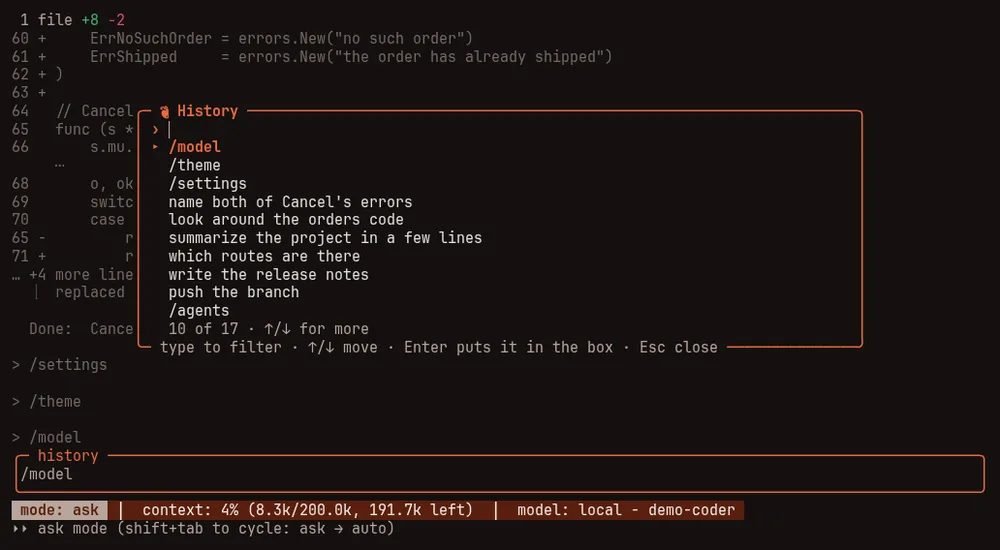 1 file +8 -2
60 +     ErrNoSuchOrder = errors.New("no such order")
61 +     ErrShipped     = errors.New("the order has already shipped")
62 + )
63 +
64   // Cancel
History
65   func (s *
❯
66       s.mu.
▸ /model
…
/theme
68       o, ok
/settings
69       switc
name both of Cancel's errors
70       case
look around the orders code
65 -         r
summarize the project in a few lines
71 +         r
which routes are there
… +4 more line
write the release notes
│ replaced
push the branch
/agents
Done:  Cance
10 of 17 · ↑/↓ for more
type to filter · ↑/↓ move · Enter puts it in the box · Esc close
> /settings
> /theme
> /model
history
/model
mode: ask │ context: 4% (8.3k/200.0k, 191.7k left) │ model: local - demo-coder
▸▸ ask mode (shift+tab to cycle: ask → auto)